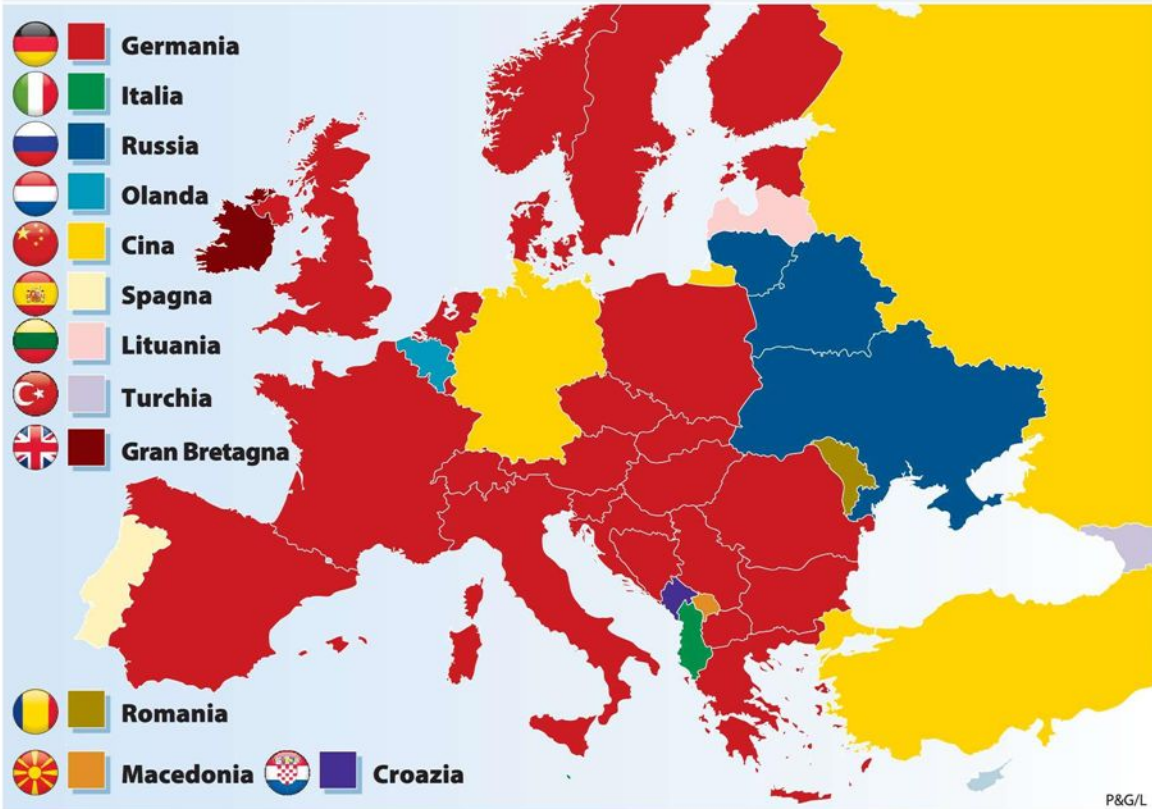 Germania
Italia
Russia
Olanda
Cina
Spagna
Lituania
Turchia
Gran Bretagna
Romania
Macedonia
Croazia
P&G/L